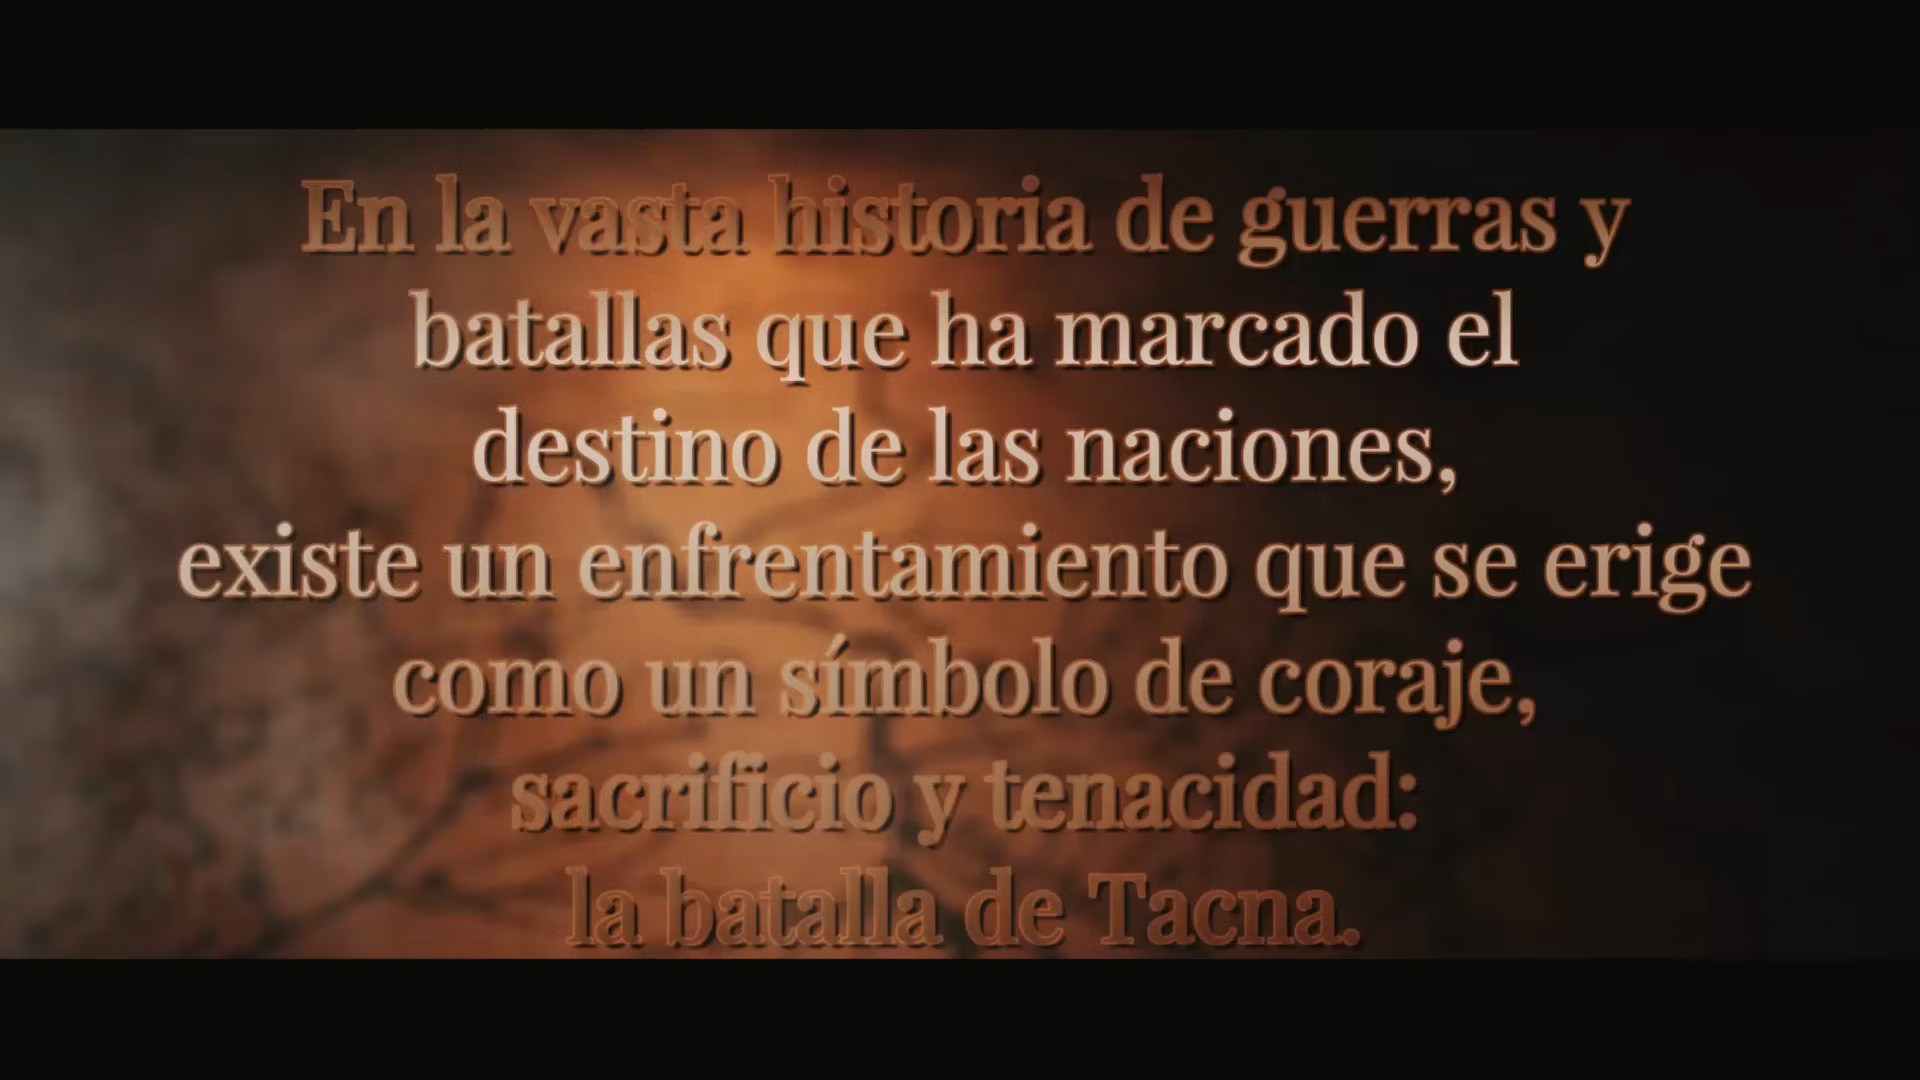 En la vasta historia de guerras y
batallas que ha marcado el
destino de las naciones,
existe un enfrentamiento que se erige
como un símbolo de coraje,
sacrificio y tenacidad:
la batalla de Tacna.